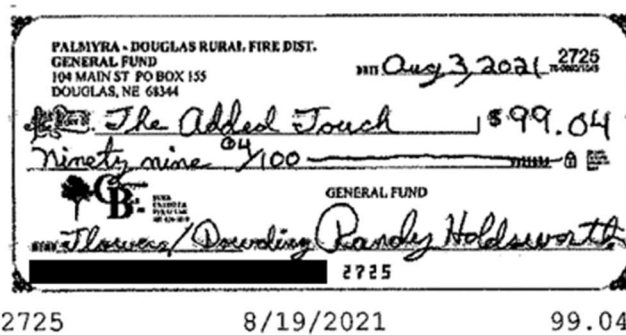 PALMYRA - DOUGLAS RURAL FIRE DIST.
GENERAL FUND
104 MAIN ST PO BOX 155
DOUGLAS, NE 68344
DATE Aug 3, 2021 2725
The Added Touch $ 99.04
Ninety nine 04/100
CB
GENERAL FUND
Flowers/Dowding Randy Holdsworth
2725
2725 8/19/2021 99.04